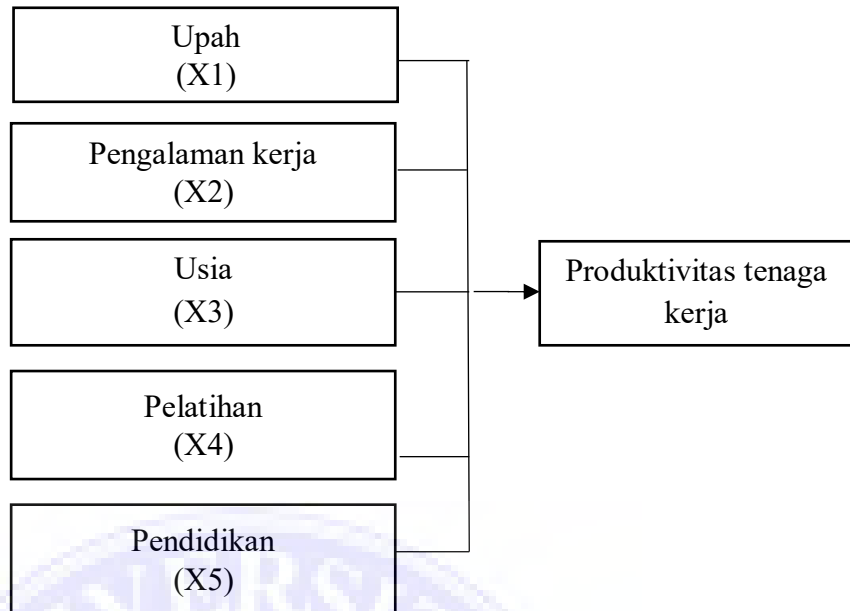 Upah
(X1)
Pengalaman kerja
(X2)
Usia
(X3)
Pelatihan
(X4)
Pendidikan
(X5)
Produktivitas tenaga
kerja